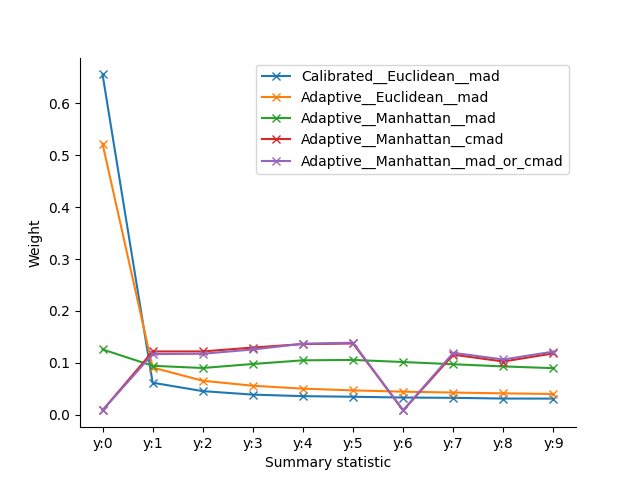 Calibrated__Euclidean__mad
Adaptive__Euclidean__mad
Adaptive__Manhattan__mad
Adaptive__Manhattan__cmad
Adaptive__Manhattan__mad_or_cmad
Weight
0.6
0.5
0.4
0.3
0.2
0.1
0.0
y:0 y:1 y:2 y:3 y:4 y:5 y:6 y:7 y:8 y:9
Summary statistic